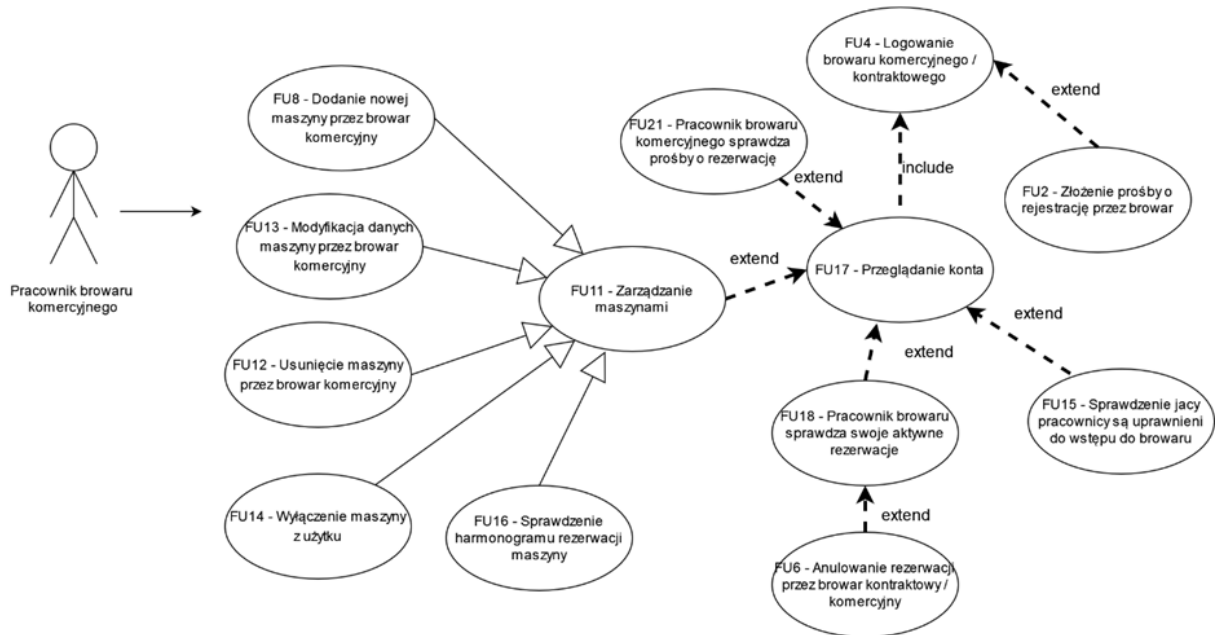 FU4 - Logowanie
browaru komercyjnego /
kontraktowego
extend
FU8 - Dodanie nowej
maszyny przez browar
komercyjny
FU21 - Pracownik browaru
komercyjnego sprawdza
prośby o rezerwację
extend
include
FU2 - Złożenie prośby o
rejestrację przez browar
FU13 - Modyfikacja danych
maszyny przez browar
komercyjny
Pracownik browaru
komercyjnego
FU11 - Zarządzanie
maszynami
extend
FU17 - Przeglądanie konta
extend
extend
FU12 - Usunięcie maszyny
przez browar komercyjny
FU18 - Pracownik browaru
sprawdza swoje aktywne
rezerwacje
FU15 - Sprawdzenie jacy
pracownicy są uprawnieni
do wstępu do browaru
FU14 - Wyłączenie maszyny
z użytku
FU16 - Sprawdzenie
harmonogramu rezerwacji
maszyny
extend
FU6 - Anulowanie rezerwacji
przez browar kontraktowy /
komercyjny